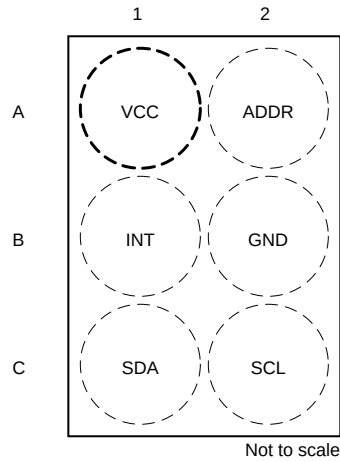 1 2
A VCC ADDR
B INT GND
C SDA SCL
Not to scale